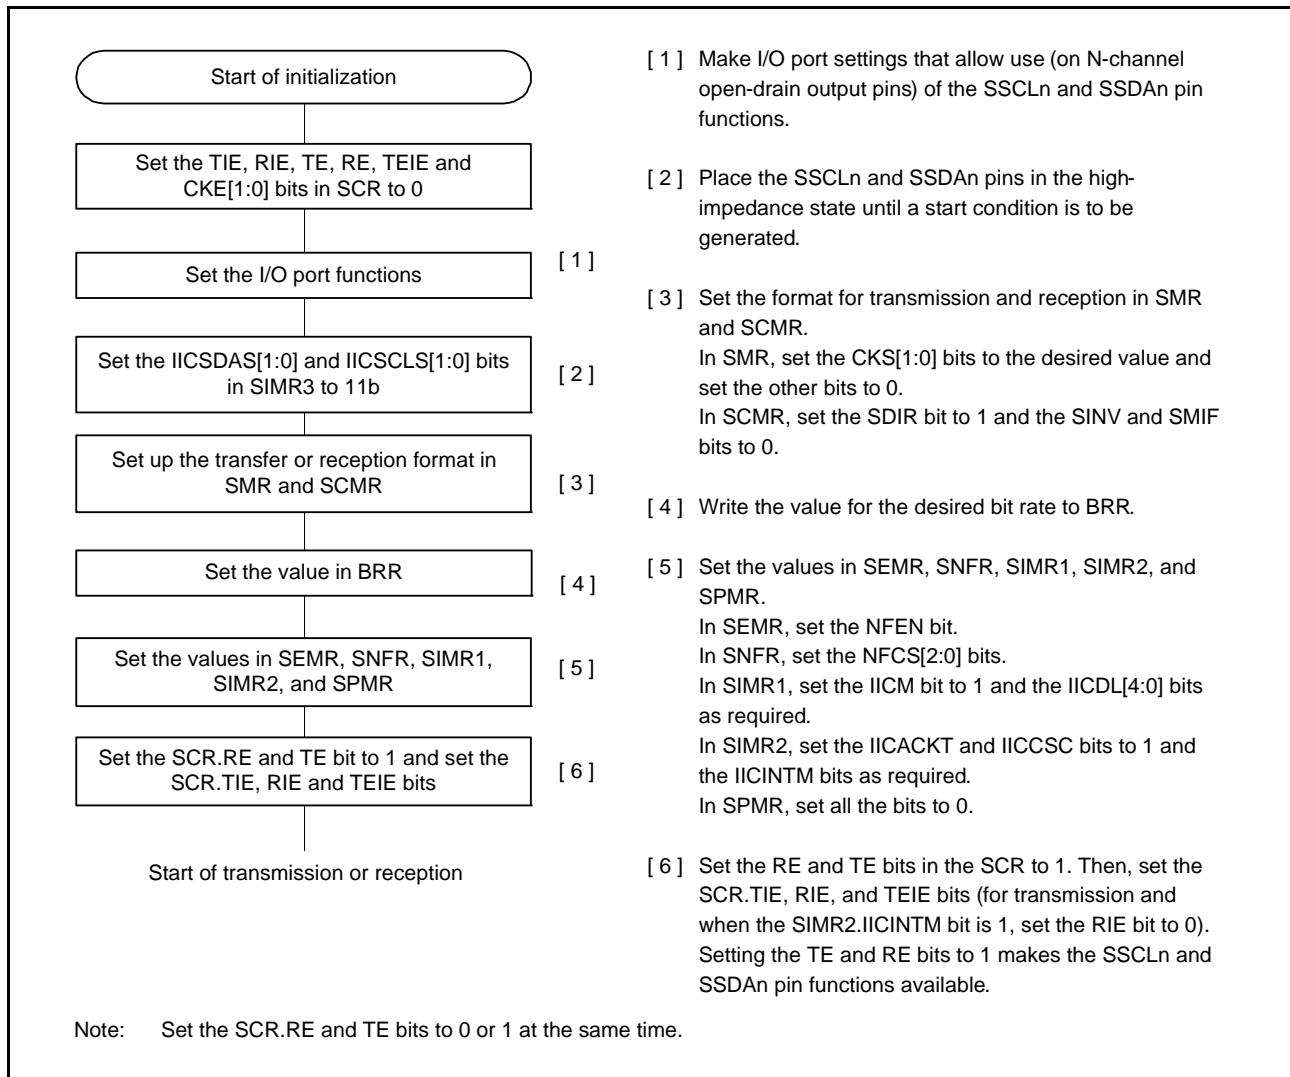 Start of initialization
Set the TIE, RIE, TE, RE, TEIE and
CKE[1:0] bits in SCR to 0
Set the I/O port functions
[ 1 ]
Set the IICSDAS[1:0] and IICSCLS[1:0] bits
in SIMR3 to 11b
[ 2 ]
Set up the transfer or reception format in
SMR and SCMR
[ 3 ]
Set the value in BRR
[ 4 ]
Set the values in SEMR, SNFR, SIMR1,
SIMR2, and SPMR
[ 5 ]
Set the SCR.RE and TE bit to 1 and set the
SCR.TIE, RIE and TEIE bits
[ 6 ]
Start of transmission or reception
[ 1 ] Make I/O port settings that allow use (on N-channel
open-drain output pins) of the SSCLn and SSDAn pin
functions.
[ 2 ] Place the SSCLn and SSDAn pins in the high-
impedance state until a start condition is to be
generated.
[ 3 ] Set the format for transmission and reception in SMR
and SCMR.
In SMR, set the CKS[1:0] bits to the desired value and
set the other bits to 0.
In SCMR, set the SDIR bit to 1 and the SINV and SMIF
bits to 0.
[ 4 ] Write the value for the desired bit rate to BRR.
[ 5 ] Set the values in SEMR, SNFR, SIMR1, SIMR2, and
SPMR.
In SEMR, set the NFEN bit.
In SNFR, set the NFCS[2:0] bits.
In SIMR1, set the IICM bit to 1 and the IICDL[4:0] bits
as required.
In SIMR2, set the IICACKT and IICCSC bits to 1 and
the IICINTM bits as required.
In SPMR, set all the bits to 0.
[ 6 ] Set the RE and TE bits in the SCR to 1. Then, set the
SCR.TIE, RIE, and TEIE bits (for transmission and
when the SIMR2.IICINTM bit is 1, set the RIE bit to 0).
Setting the TE and RE bits to 1 makes the SSCLn and
SSDAn pin functions available.
Note: Set the SCR.RE and TE bits to 0 or 1 at the same time.